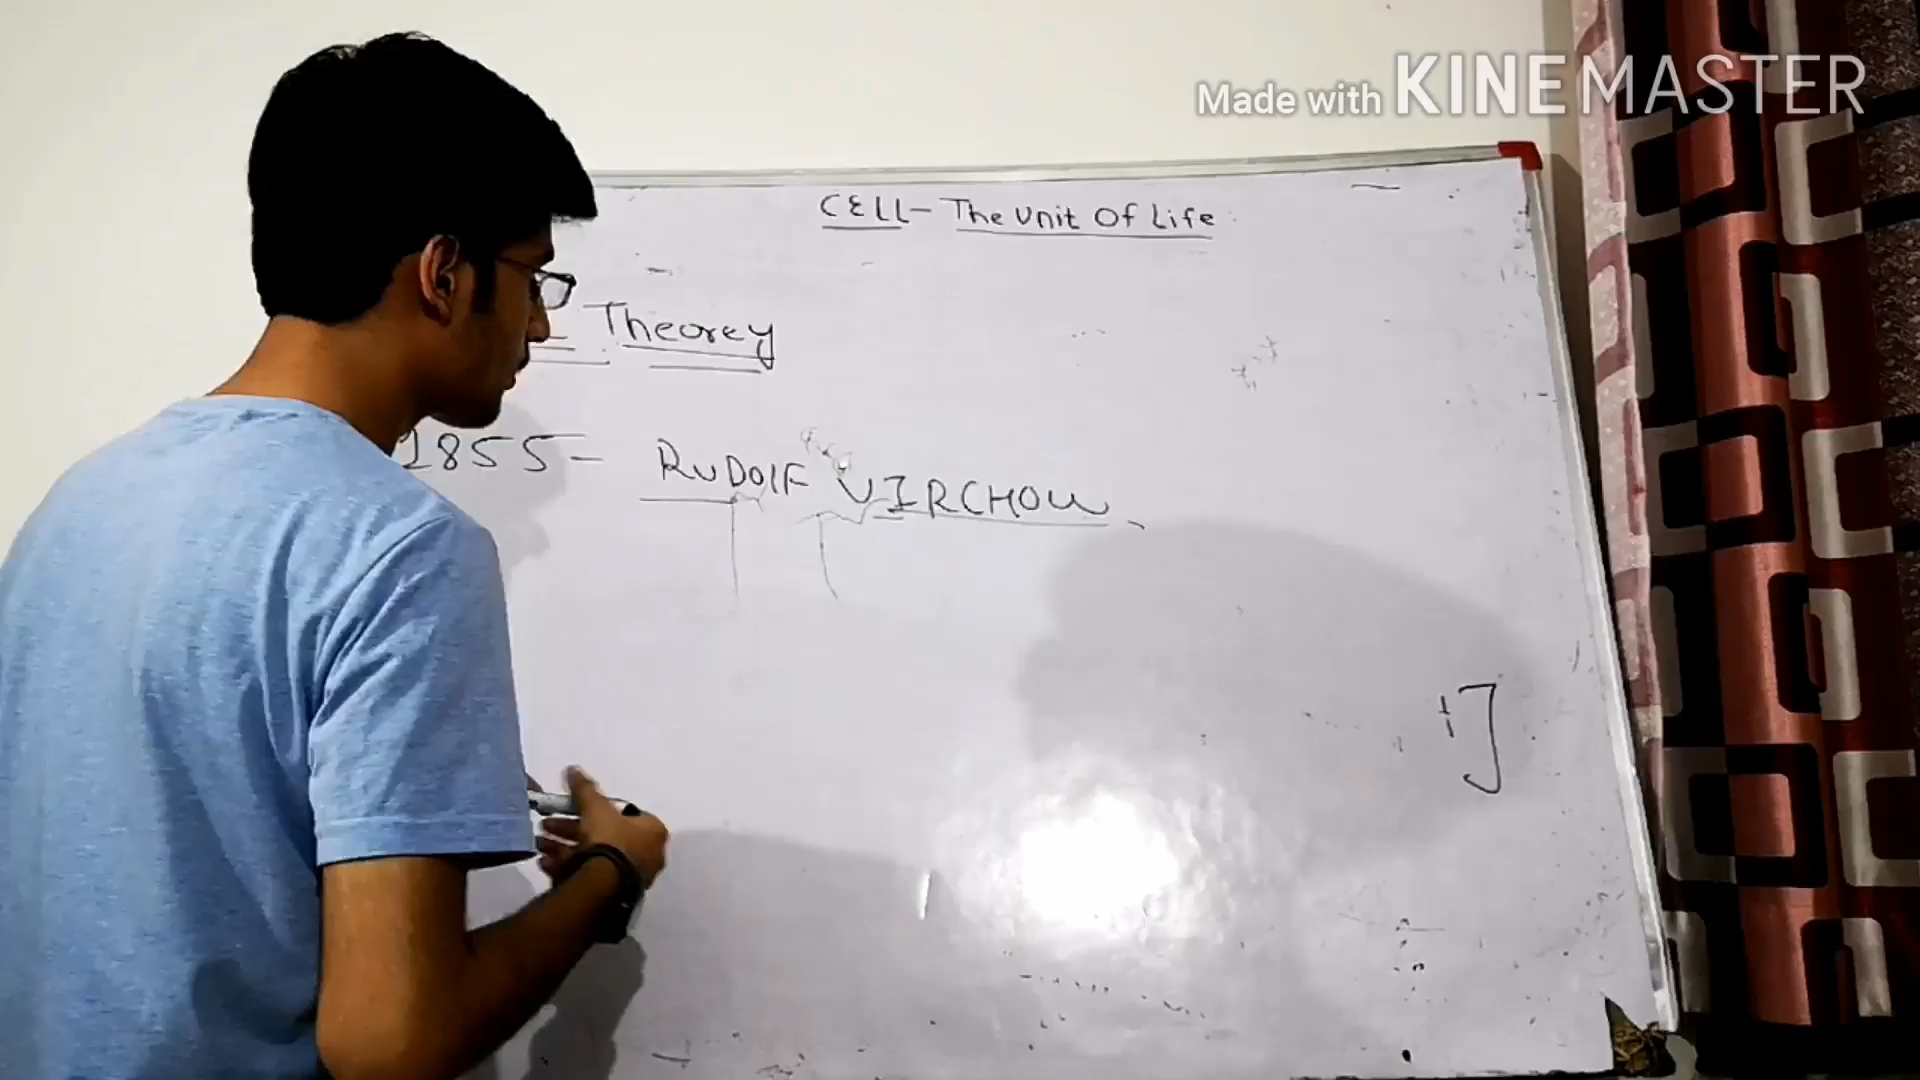 Made with KINEMASTER
CELL - The Unit Of Life
Theorey
1855 - RUDOLF VIRCHOW